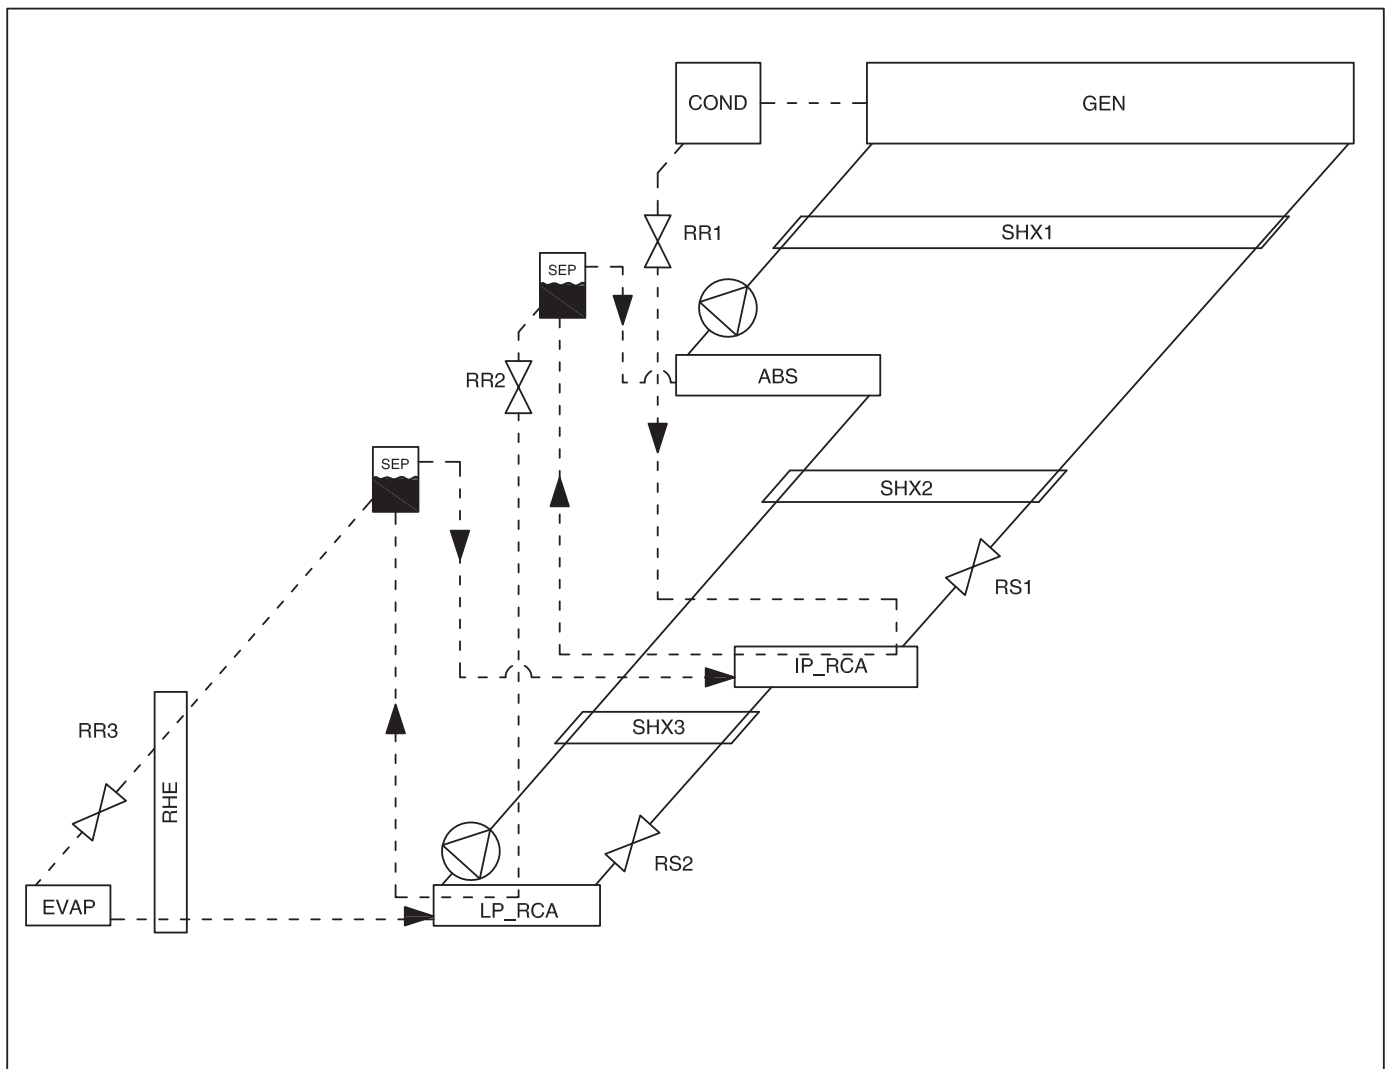 COND
GEN
RR1
SHX1
SEP
RR2
ABS
SEP
SHX2
RS1
IP_RCA
RR3
SHX3
RHE
RS2
EVAP
LP_RCA